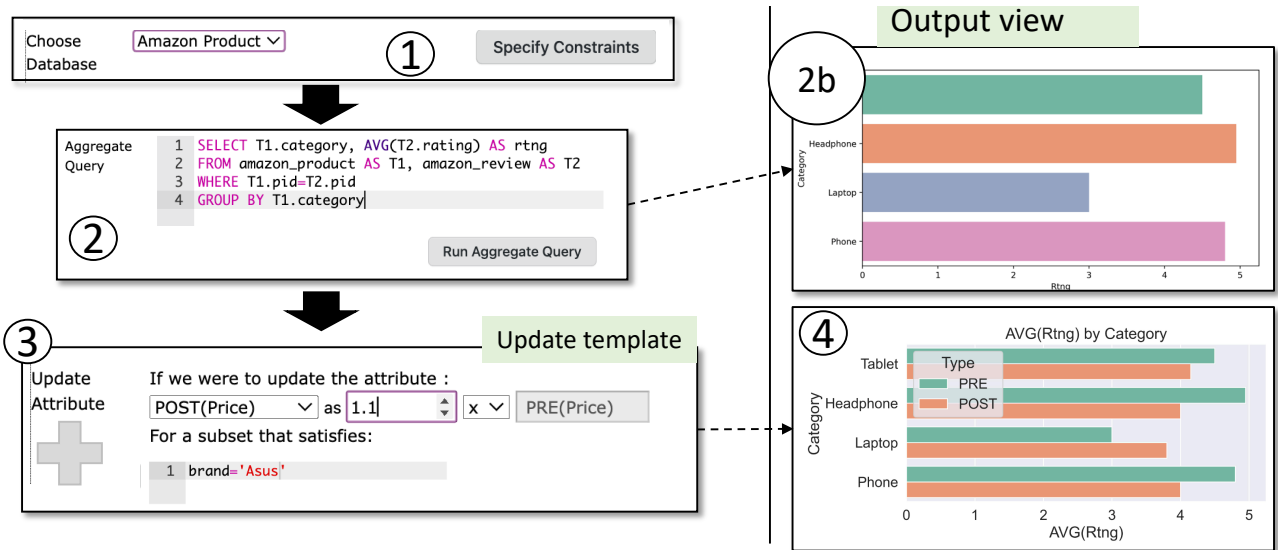 Choose
Database
Amazon Product
1
Specify Constraints
Aggregate
Query
1 SELECT T1.category, AVG(T2.rating) AS rtng
2 FROM amazon_product AS T1, amazon_review AS T2
3 WHERE T1.pid=T2.pid
4 GROUP BY T1.category
2
Run Aggregate Query
3
Update template
Update
Attribute
If we were to update the attribute :
POST(Price) as 1.1 x PRE(Price)
For a subset that satisfies:
1 brand='Asus'
Output view
2b
Category
Headphone
Laptop
Phone
0 1 2 3 4 5
Rtng
4
AVG(Rtng) by Category
Type
PRE
POST
Category
Tablet
Headphone
Laptop
Phone
0 1 2 3 4 5
AVG(Rtng)